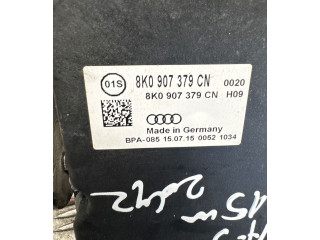 01S
8K0 907 379 CN 0020
8K0 907 379 CN H09
Made in Germany
BPA-085 15.07.15 0052 1034